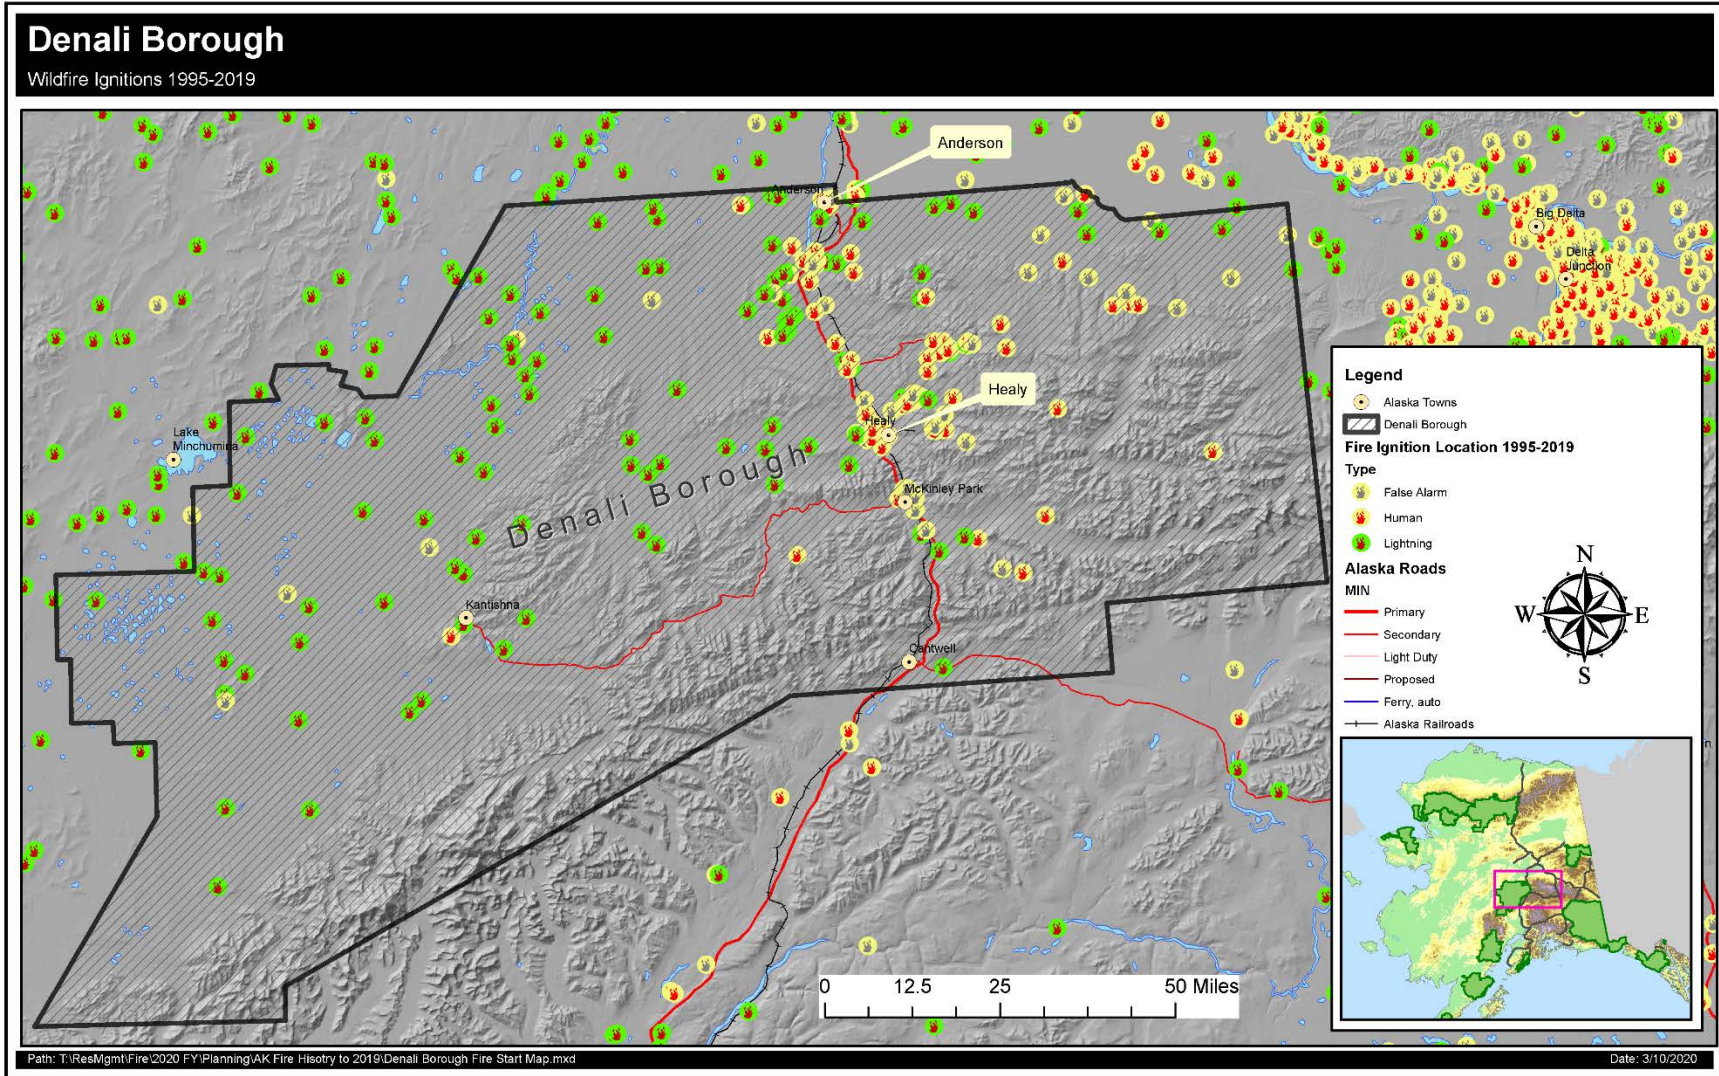 Denali Borough
Wildfire Ignitions 1995-2019
Anderson
Anderson
Big Delta
Delta
Junction
Healy
Healy
Lake
Minchumina
Denali Borough
McKinley Park
Kantishna
Cantwell
Legend
Alaska Towns
Denali Borough
Fire Ignition Location 1995-2019
Type
False Alarm
Human
Lightning
Alaska Roads
MIN
Primary
Secondary
Light Duty
Proposed
Ferry, auto
Alaska Railroads
N
W
E
S
0 12.5 25 50 Miles
Path: T:\ResMgmt\Fire\2020 FY\Planning\AK Fire Hisotry to 2019\Denali Borough Fire Start Map.mxd
Date: 3/10/2020